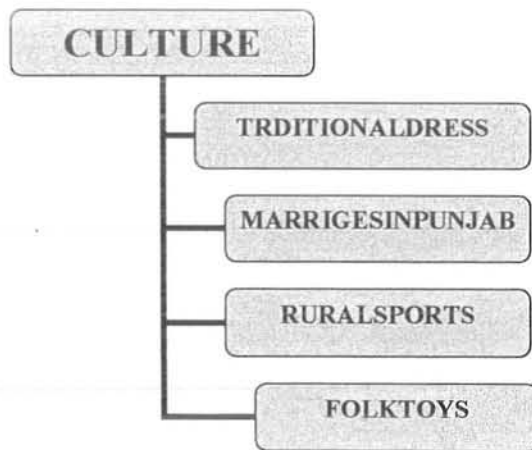 CULTURE
TRDITIONALDRESS
MARRIGESINPUNJAB
RURALSPORTS
FOLKTOYS